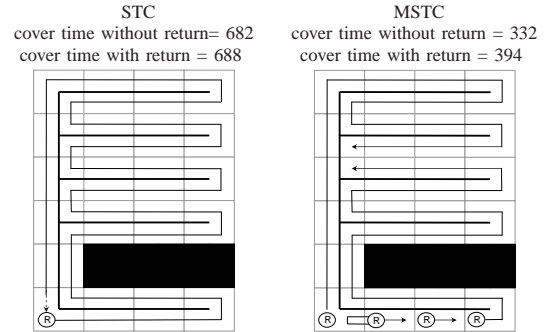 STC
cover time without return= 682
cover time with return = 688
MSTC
cover time without return = 332
cover time with return = 394
R
R
R
R
R